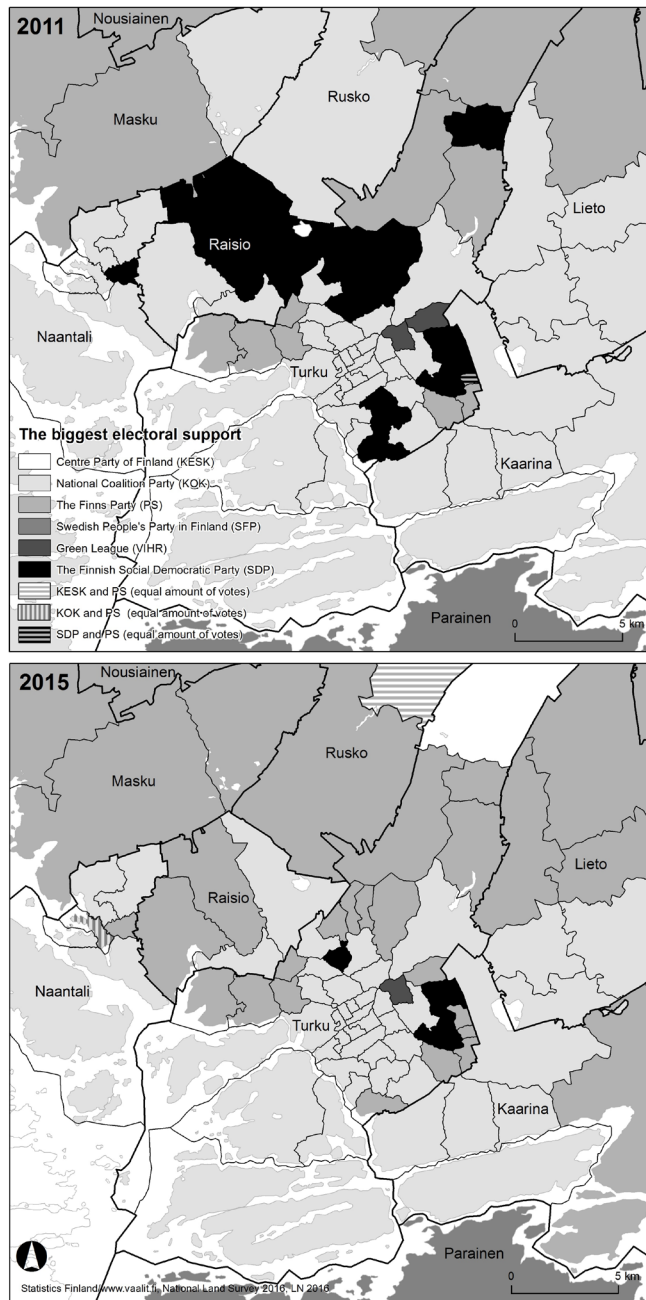 2011
Nousiainen
Masku
Rusko
Lieto
Raisio
Naantali
Turku
The biggest electoral support
Centre Party of Finland (KESK)
National Coalition Party (KOK)
The Finns Party (PS)
Swedish People's Party in Finland (SFP)
Green League (VIHR)
The Finnish Social Democratic Party (SDP)
KESK and PS (equal amount of votes)
KOK and PS (equal amount of votes)
SDP and PS (equal amount of votes)
Kaarina
Parainen
0 5 km
2015
Nousiainen
Rusko
Masku
Lieto
Raisio
Naantali
Turku
Kaarina
Parainen
0 5 km
Statistics Finland/www.vaalit.fi, National Land Survey 2016, LN 2016